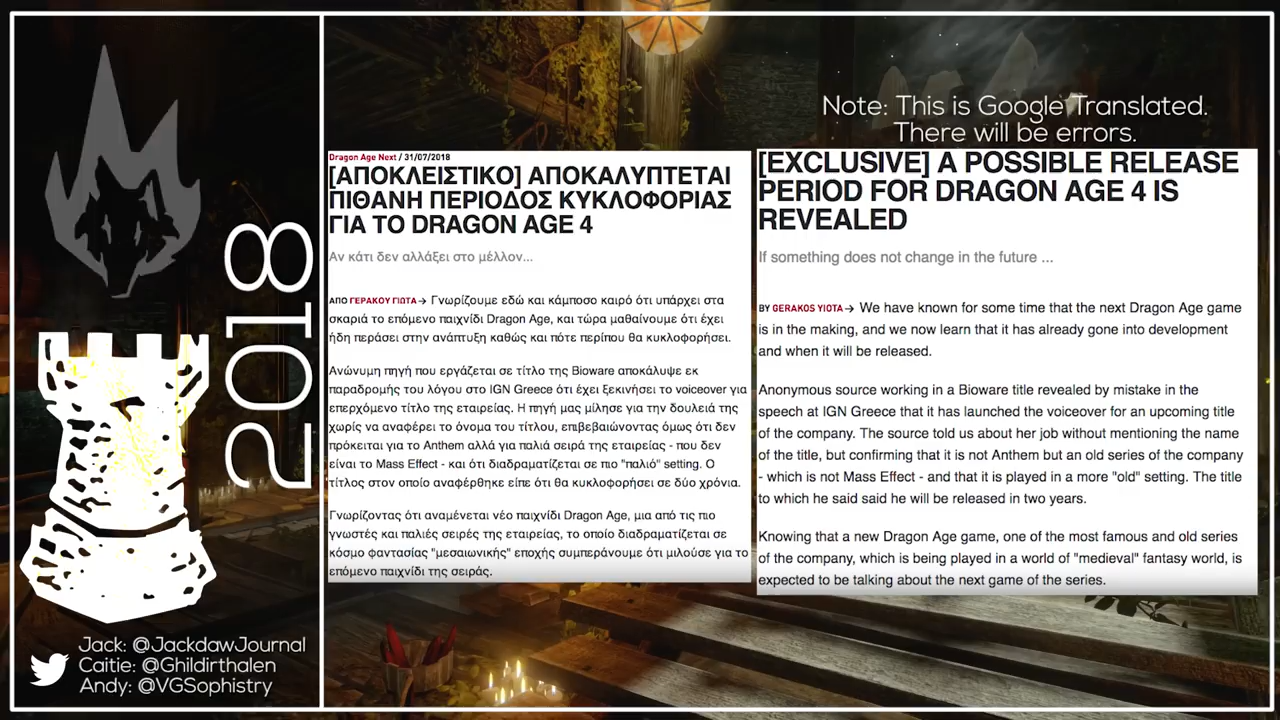 2018
Jack: @JackdawJournal
Caitie: @Ghildirthalen
Andy: @VGSophistry
Dragon Age Next / 31/07/2018
[ΑΠΟΚΛΕΙΣΤΙΚΟ] ΑΠΟΚΑΛΥΠΤΕΤΑΙ
ΠΙΘΑΝΗ ΠΕΡΙΟΔΟΣ ΚΥΚΛΟΦΟΡΙΑΣ
ΓΙΑ ΤΟ DRAGON AGE 4
Αν κάτι δεν αλλάξει στο μέλλον...
ΑΠΟ ΓΕΡΑΚΟΥ ΓΙΩΤΑ → Γνωρίζουμε εδώ και κάμποσο καιρό ότι υπάρχει στα
σκαριά το επόμενο παιχνίδι Dragon Age, και τώρα μαθαίνουμε ότι έχει
ήδη περάσει στην ανάπτυξη καθώς και πότε περίπου θα κυκλοφορήσει.
Ανώνυμη πηγή που εργάζεται σε τίτλο της Bioware αποκάλυψε εκ
παραδρομής του λόγου στο IGN Greece ότι έχει ξεκινήσει το voiceover για
επερχόμενο τίτλο της εταιρείας. Η πηγή μας μίλησε για την δουλειά της
χωρίς να αναφέρει το όνομα του τίτλου, επιβεβαιώνοντας όμως ότι δεν
πρόκειται για το Anthem αλλά για παλιά σειρά της εταιρείας - που δεν
είναι το Mass Effect - και ότι διαδραματίζεται σε πιο "παλιό" setting. Ο
τίτλος στον οποίο αναφέρθηκε είπε ότι θα κυκλοφορήσει σε δύο χρόνια.
Γνωρίζοντας ότι αναμένεται νέο παιχνίδι Dragon Age, μια από τις πιο
γνωστές και παλιές σειρές της εταιρείας, το οποίο διαδραματίζεται σε
κόσμο φαντασίας "μεσαιωνικής" εποχής συμπεράνουμε ότι μιλούσε για το
επόμενο παιχνίδι της σειράς.
Note: This is Google Translated.
There will be errors.
[EXCLUSIVE] A POSSIBLE RELEASE
PERIOD FOR DRAGON AGE 4 IS
REVEALED
If something does not change in the future ...
BY GERAKOS YIOTA → We have known for some time that the next Dragon Age game
is in the making, and we now learn that it has already gone into development
and when it will be released.
Anonymous source working in a Bioware title revealed by mistake in the
speech at IGN Greece that it has launched the voiceover for an upcoming title
of the company. The source told us about her job without mentioning the name
of the title, but confirming that it is not Anthem but an old series of the company
- which is not Mass Effect - and that it is played in a more "old" setting. The title
to which he said said he will be released in two years.
Knowing that a new Dragon Age game, one of the most famous and old series
of the company, which is being played in a world of "medieval" fantasy world, is
expected to be talking about the next game of the series.